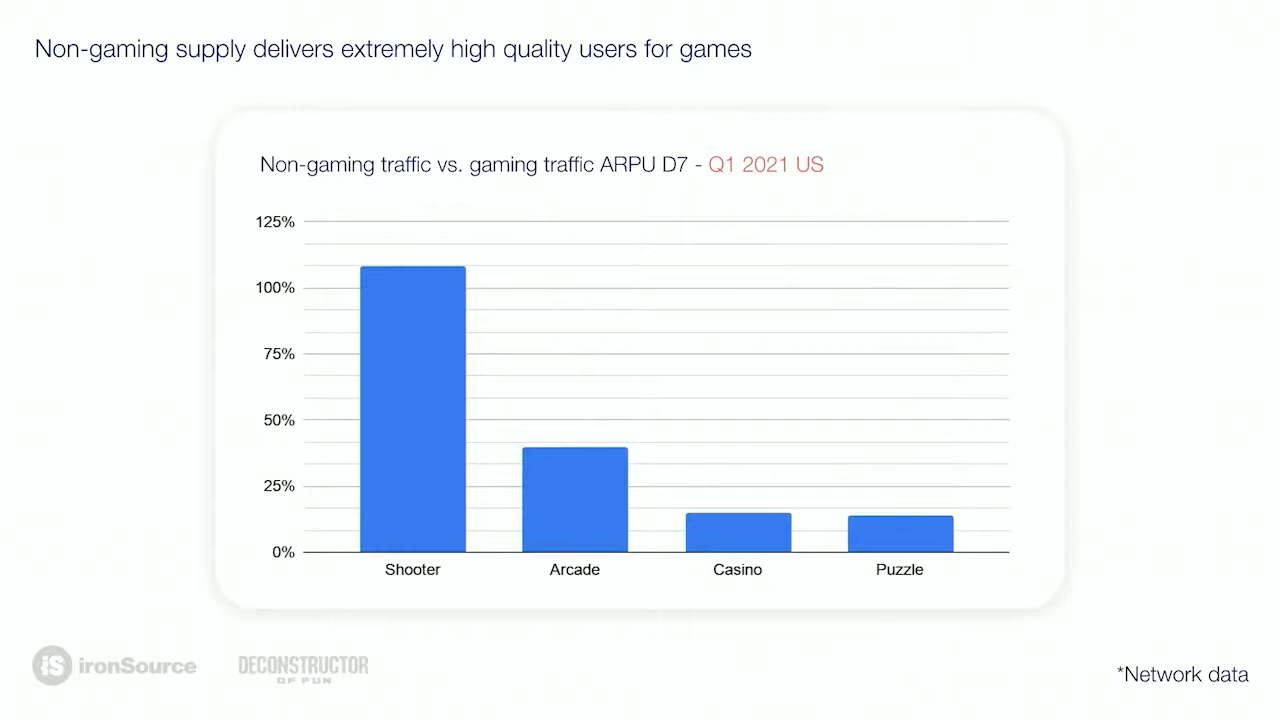 Non-gaming supply delivers extremely high quality users for games
Non-gaming traffic vs. gaming traffic ARPU D7 - Q1 2021 US
125%
100%
75%
50%
25%
0%
Shooter Arcade Casino Puzzle
iS ironSource
DECONSTRUCTOR
OF FUN
*Network data